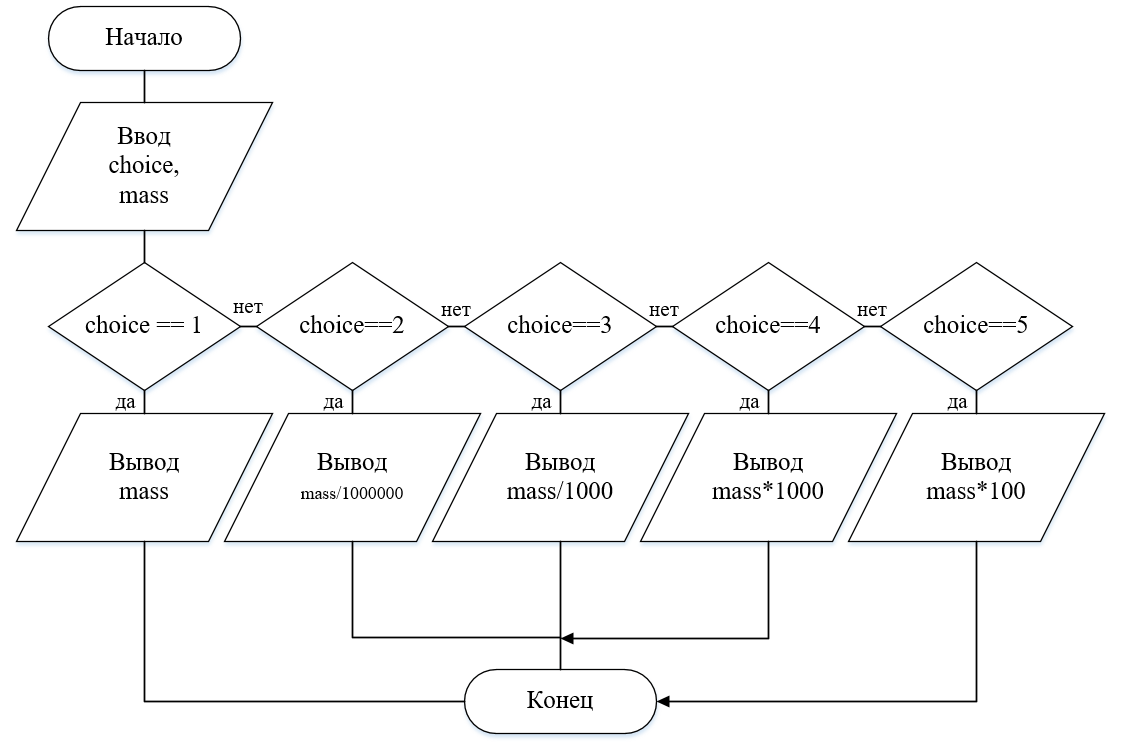 Начало
Ввод
choice,
mass
choice == 1
нет
choice==2
нет
choice==3
нет
choice==4
нет
choice==5
да
да
да
да
да
Вывод
mass
Вывод
mass/1000000
Вывод
mass/1000
Вывод
mass*1000
Вывод
mass*100
Конец